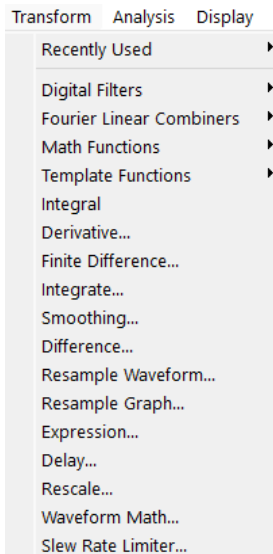 Transform Analysis Display
Recently Used
Digital Filters
Fourier Linear Combiners
Math Functions
Template Functions
Integral
Derivative...
Finite Difference...
Integrate...
Smoothing...
Difference...
Resample Waveform...
Resample Graph...
Expression...
Delay...
Rescale...
Waveform Math...
Slew Rate Limiter...